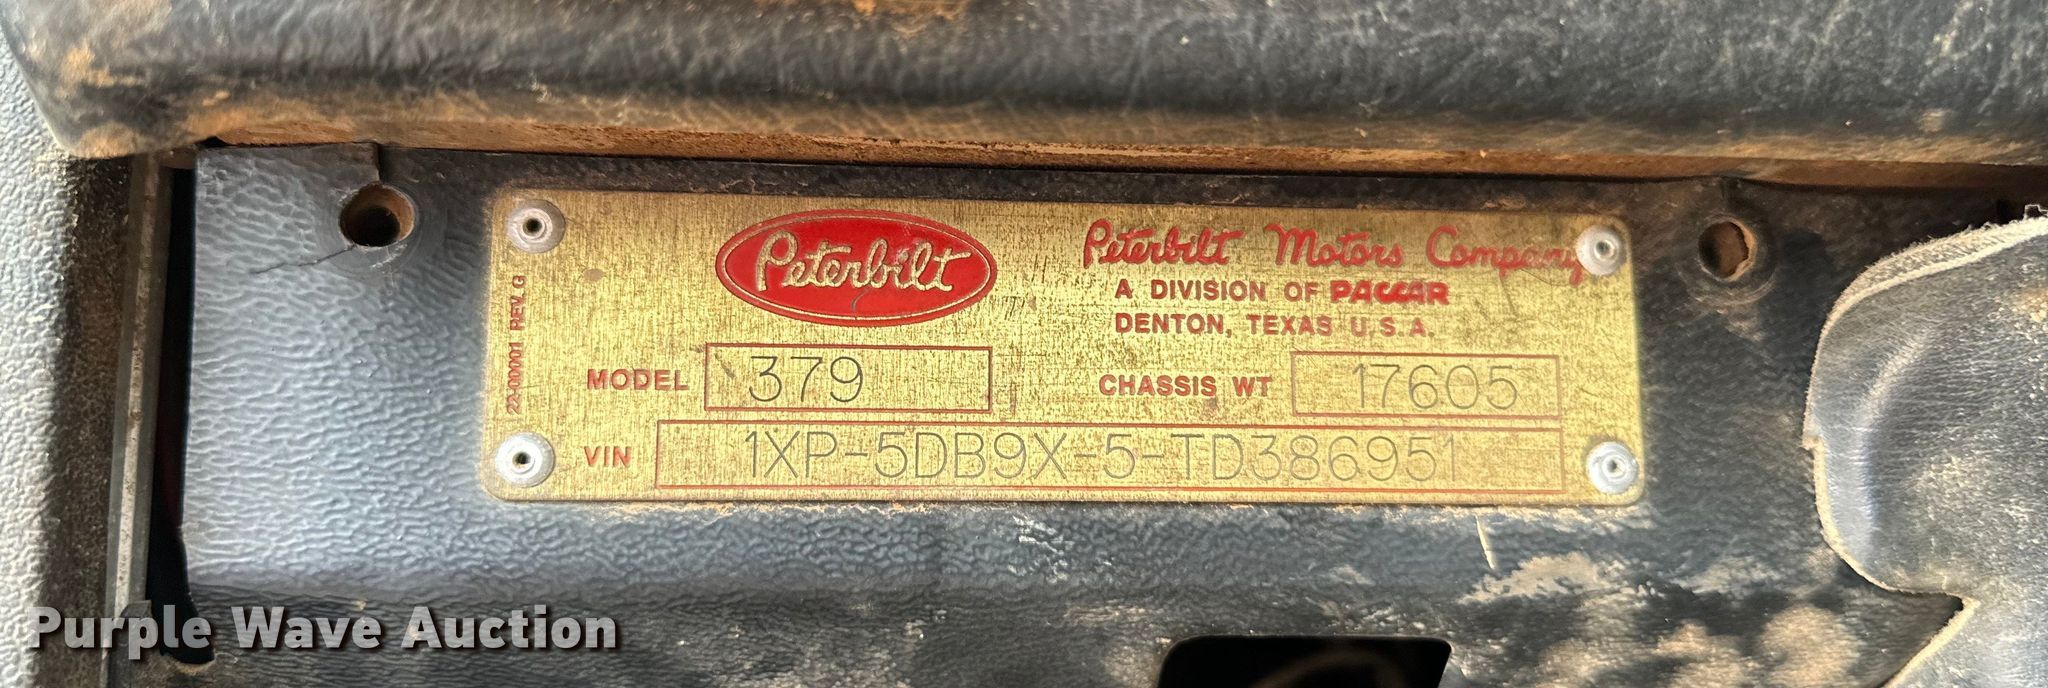 Peterbilt
Peterbilt Motors Company
A DIVISION OF PACCAR
DENTON, TEXAS U.S.A.
22-00001 REV. G
MODEL 379
CHASSIS WT 17605
VIN 1XP-5DB9X-5-TD386951
Purple Wave Auction